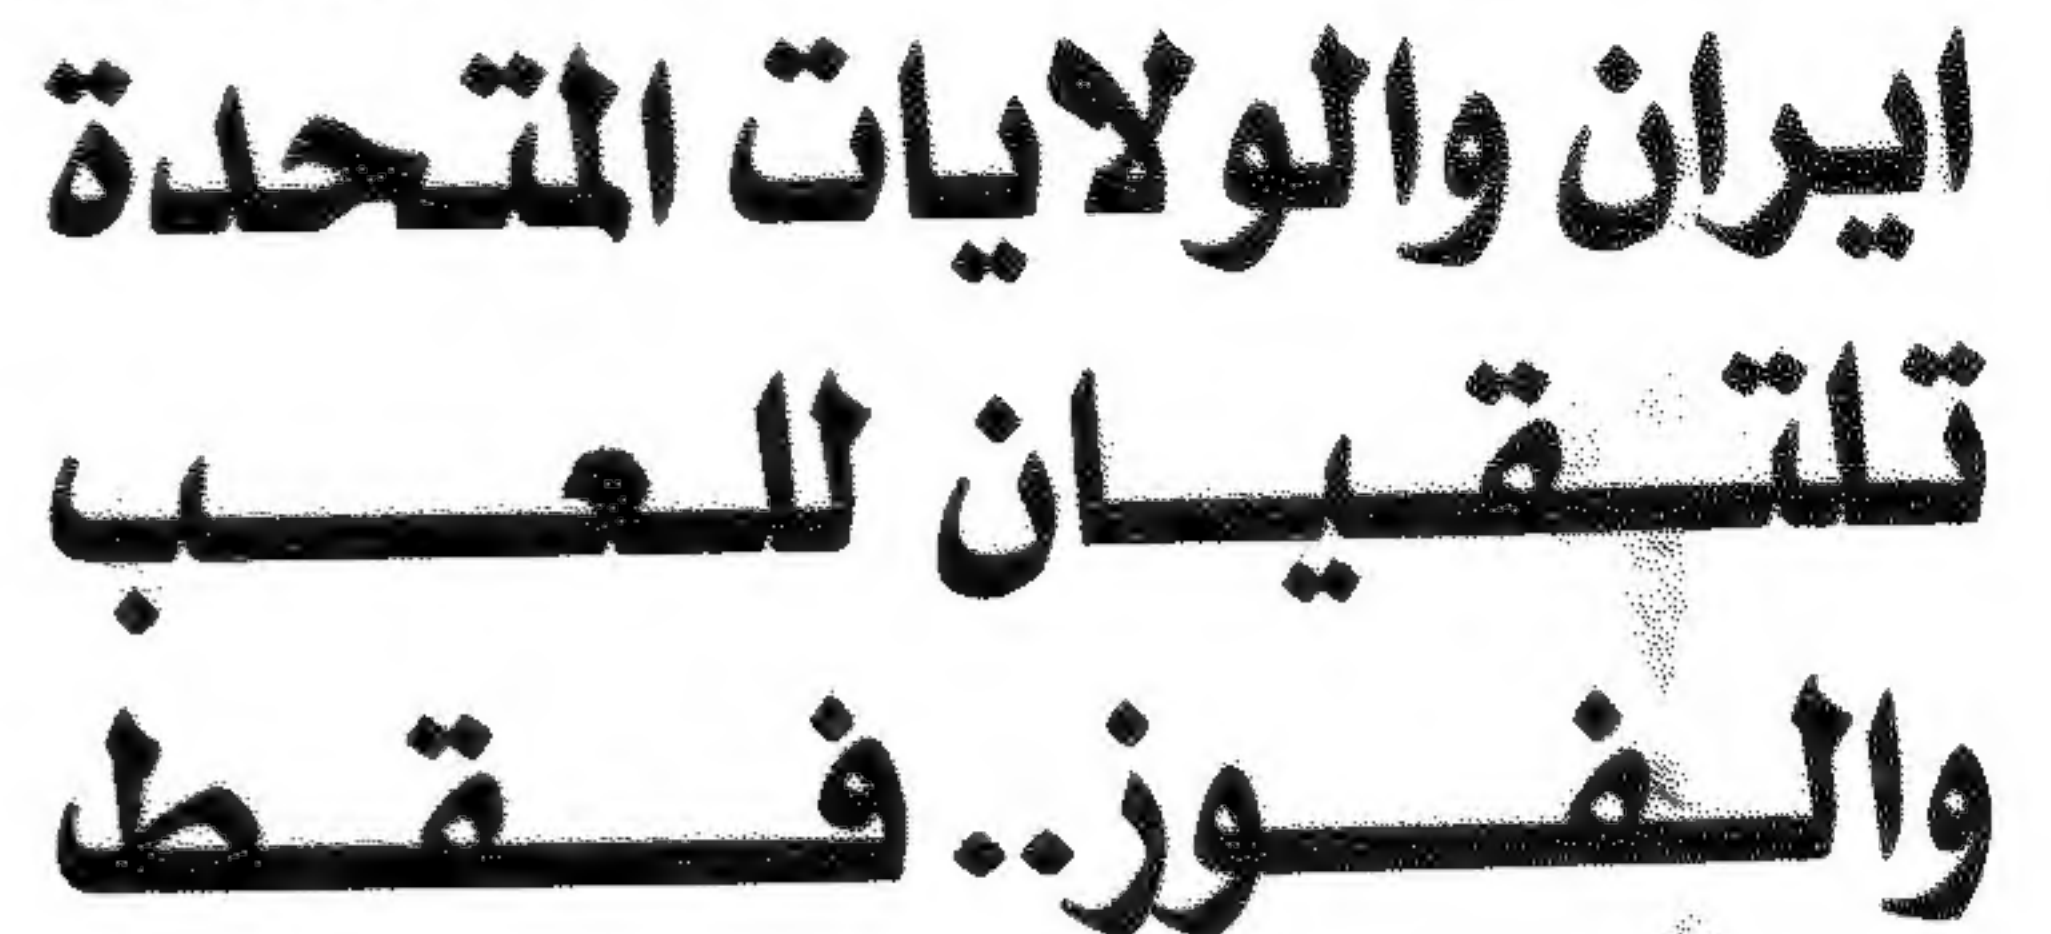 ايران والولايات المتحدة
تلتقيان للعب
والفوز.. فقط